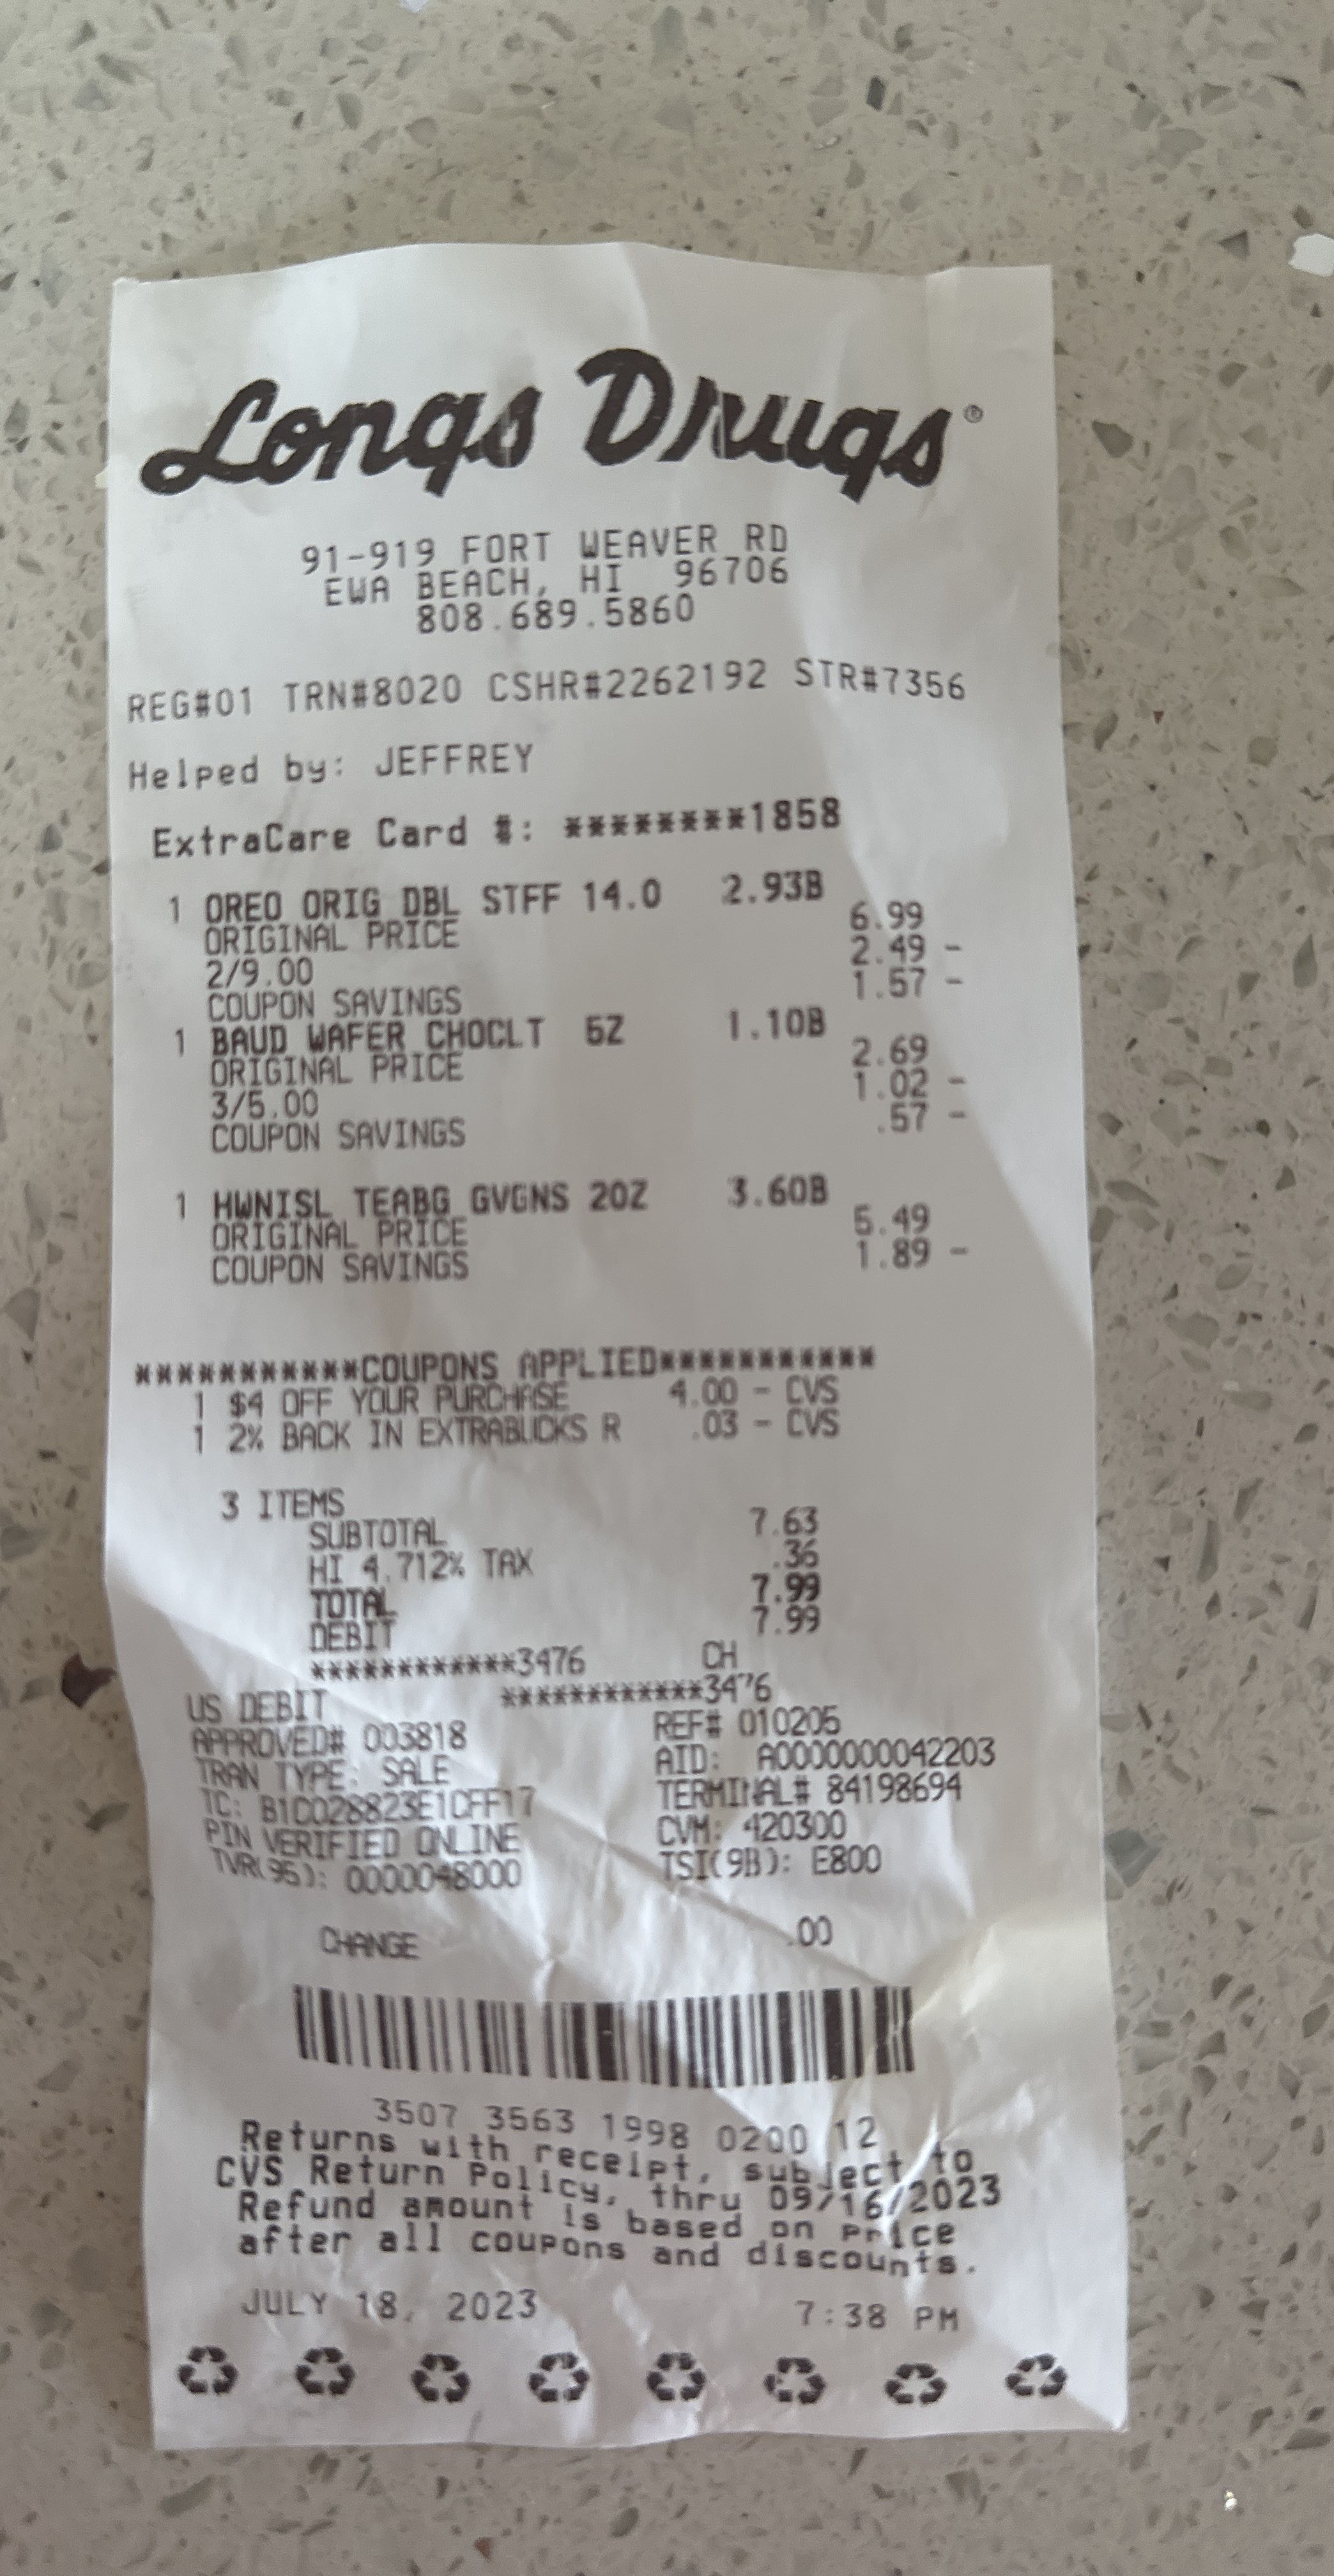 Longs Drugs®
91-919 FORT WEAVER RD
EWA BEACH, HI 96706
808.689.5860
REG#01 TRN#8020 CSHR#2262192 STR#7356
Helped by: JEFFREY
ExtraCare Card #: ********1858
1 OREO ORIG DBL STFF 14.0 2.93B
ORIGINAL PRICE 6.99
2/9.00 2.49 -
COUPON SAVINGS 1.57 -
1 BAUD WAFER CHOCLT 5Z 1.10B
ORIGINAL PRICE 2.69
3/5.00 1.02 -
COUPON SAVINGS .57 -
1 HWNISL TEABG GVGNS 20Z 3.60B
ORIGINAL PRICE 5.49
COUPON SAVINGS 1.89 -
***********COUPONS APPLIED***********
1 $4 OFF YOUR PURCHASE 4.00 - CVS
1 2% BACK IN EXTRABUCKS R .03 - CVS
3 ITEMS
SUBTOTAL 7.63
HI 4.712% TAX .36
TOTAL 7.99
DEBIT 7.99
************3476 CH
US DEBIT ************3476
APPROVED# 003818 REF# 010205
TRAN TYPE: SALE AID: A0000000042203
TC: B1C028823E1CFF17 TERMINAL# 84198694
PIN VERIFIED ONLINE CVM: 420300
TVR(95): 0000048000 TSI(9B): E800
CHANGE .00
3507 3563 1998 0200 12
Returns with receipt, subject to
CVS Return Policy, thru 09/16/2023
Refund amount is based on price
after all coupons and discounts.
JULY 18, 2023 7:38 PM